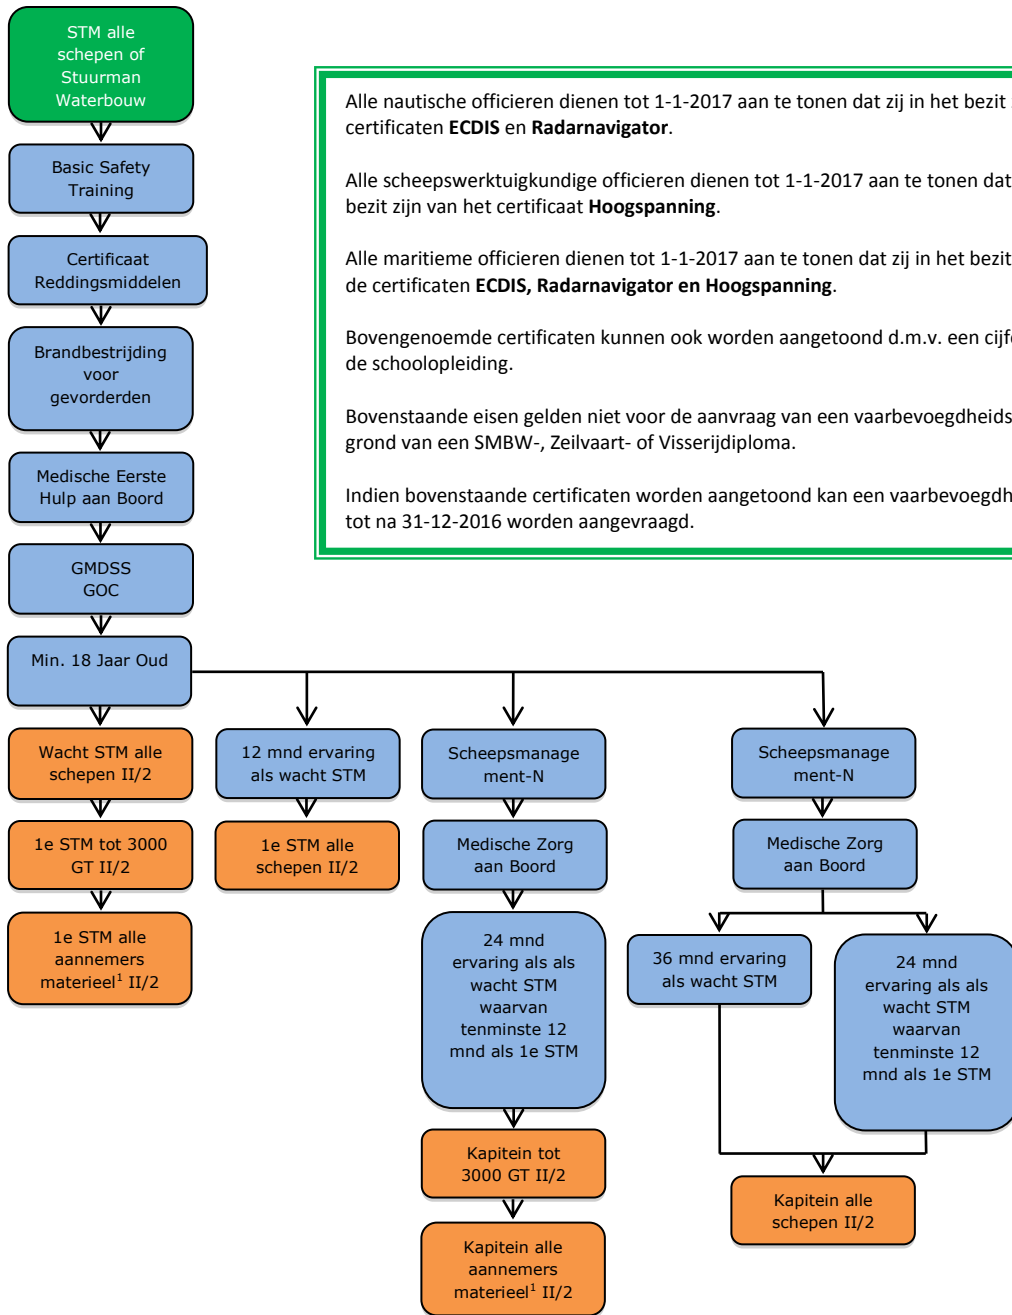 STM alle
schepen of
Stuurman
Waterbouw
Alle nautische officieren dienen tot 1-1-2017 aan te tonen dat zij in het bezit
certificaten ECDIS en Radarnavigator.
Alle scheepswerktuigkundige officieren dienen tot 1-1-2017 aan te tonen dat
bezit zijn van het certificaat Hoogspanning.
Alle maritieme officieren dienen tot 1-1-2017 aan te tonen dat zij in het bezit
de certificaten ECDIS, Radarnavigator en Hoogspanning.
Bovengenoemde certificaten kunnen ook worden aangetoond d.m.v. een
de schoolopleiding.
Bovenstaande eisen gelden niet voor de aanvraag van een vaarbevoegdheids
grond van een SMBW-, Zeilvaart- of Visserijdiploma.
Indien bovenstaande certificaten worden aangetoond kan een
tot na 31-12-2016 worden aangevraagd.
Basic Safety
Training
Certificaat
Reddingsmiddelen
Brandbestrijding
voor
gevorderden
Medische Eerste
Hulp aan Boord
GMDSS
GOC
Min. 18 Jaar Oud
Wacht STM alle
schepen II/2
1e STM tot 3000
GT II/2
1e STM alle
aannemers
materieel¹ II/2
12 mnd ervaring
als wacht STM
1e STM alle
schepen II/2
Scheepsmanage
ment-N
Medische Zorg
aan Boord
24 mnd
ervaring als als
wacht STM
waarvan
tenminste 12
mnd als 1e STM
Kapitein tot
3000 GT II/2
Kapitein alle
aannemers
materieel¹ II/2
Scheepsmanage
ment-N
Medische Zorg
aan Boord
36 mnd ervaring
als wacht STM
24 mnd
ervaring als als
wacht STM
waarvan
tenminste 12
mnd als 1e STM
Kapitein alle
schepen II/2